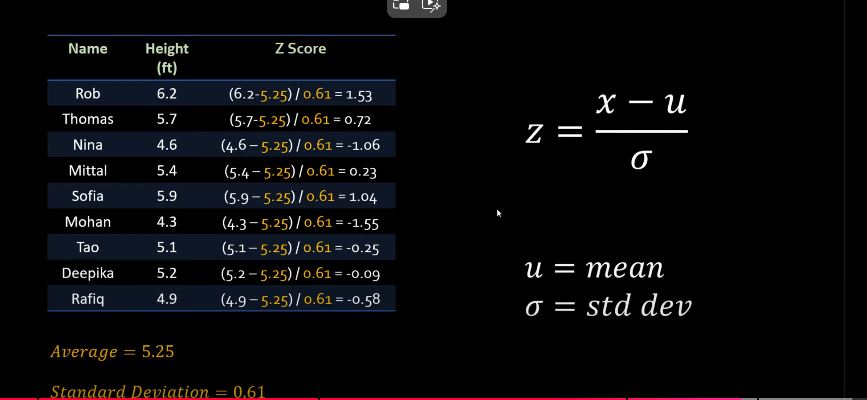 Name Height (ft) Z Score
Rob 6.2 (6.2-5.25) / 0.61 = 1.53
Thomas 5.7 (5.7-5.25) / 0.61 = 0.72
Nina 4.6 (4.6 – 5.25) / 0.61 = -1.06
Mittal 5.4 (5.4 – 5.25) / 0.61 = 0.23
Sofia 5.9 (5.9 – 5.25) / 0.61 = 1.04
Mohan 4.3 (4.3 – 5.25) / 0.61 = -1.55
Tao 5.1 (5.1 – 5.25) / 0.61 = -0.25
Deepika 5.2 (5.2 – 5.25) / 0.61 = -0.09
Rafiq 4.9 (4.9 – 5.25) / 0.61 = -0.58
Average = 5.25
Standard Deviation = 0.61
z = (x − u) / σ
u = mean
σ = std dev